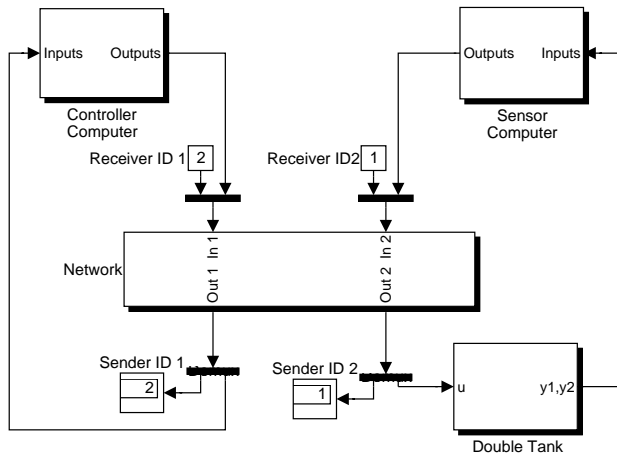 Inputs Outputs
Controller
Computer
Outputs Inputs
Sensor
Computer
Receiver ID 1 2
Receiver ID2 1
Network
In 1
Out 1
In 2
Out 2
Sender ID 1
2
Sender ID 2
1
u y1,y2
Double Tank